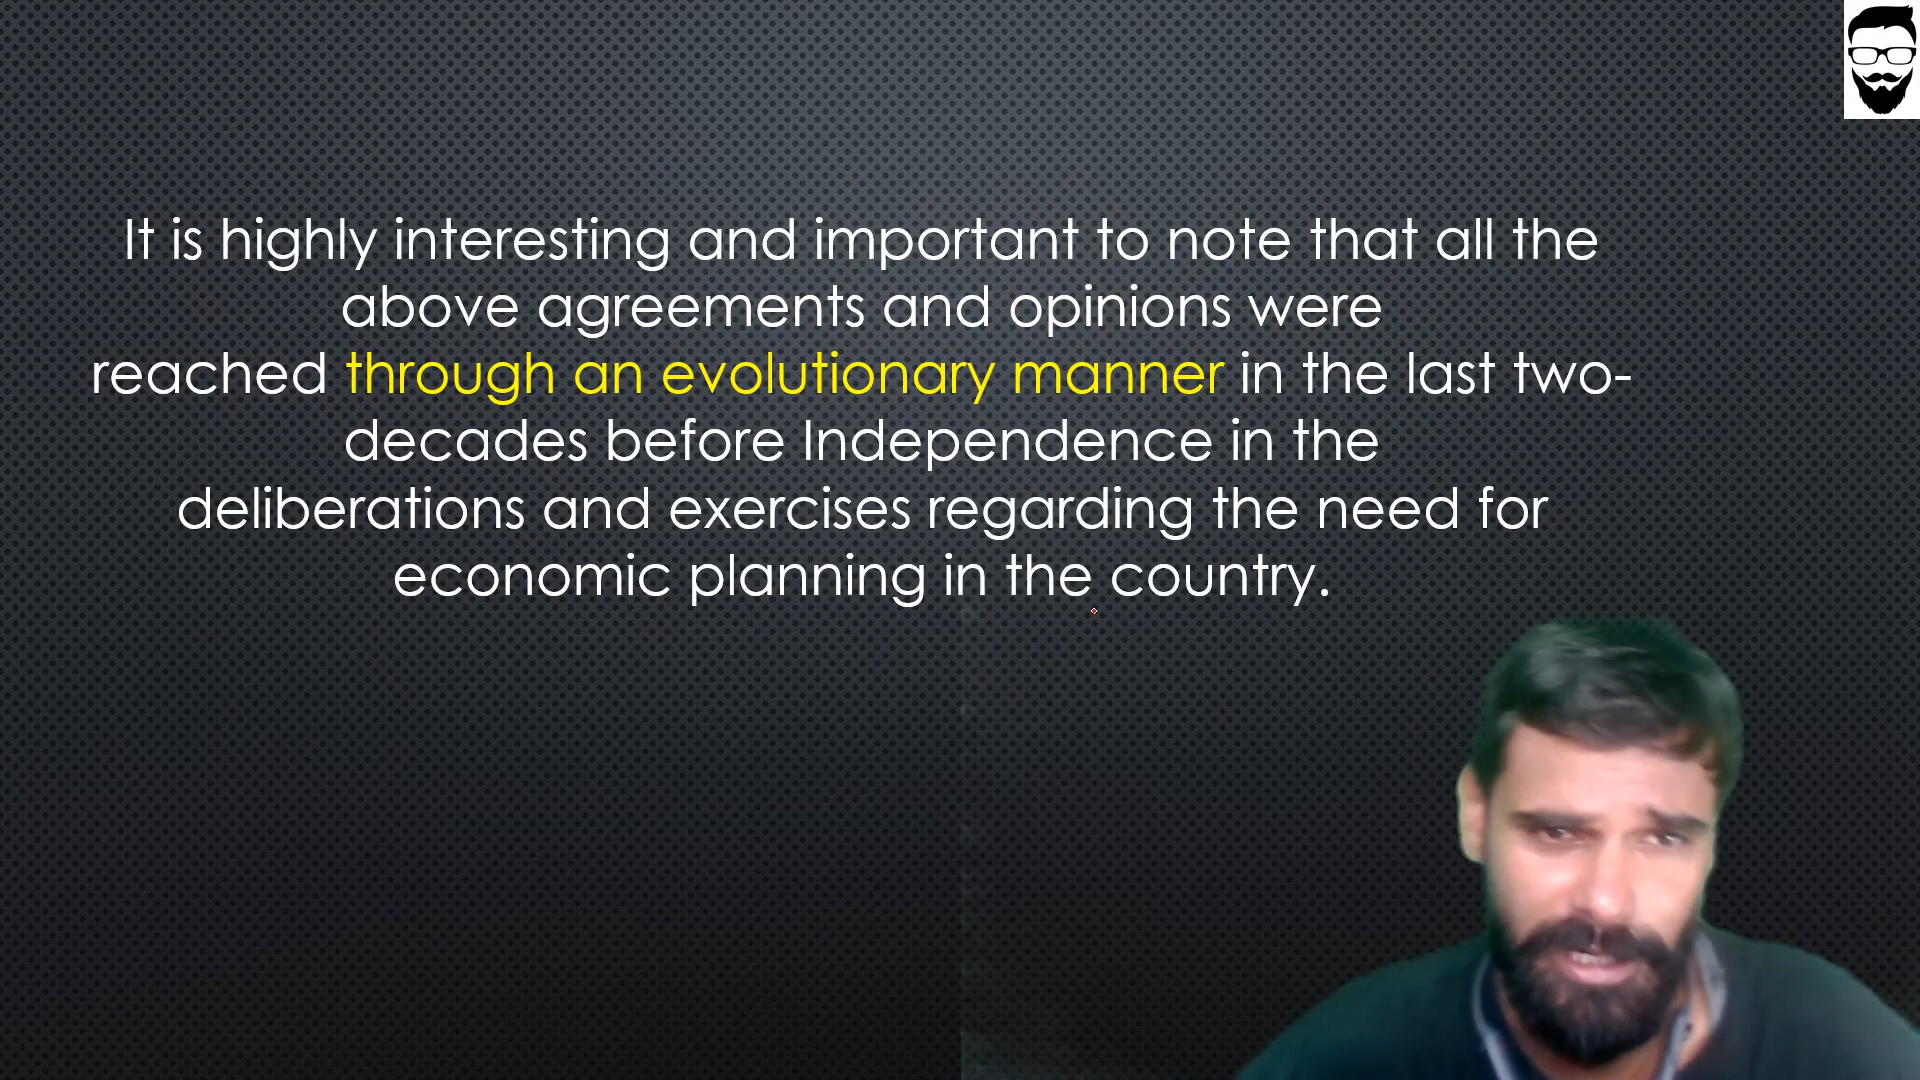 It is highly interesting and important to note that all the
above agreements and opinions were
reached through an evolutionary manner in the last two-
decades before Independence in the
deliberations and exercises regarding the need for
economic planning in the country.